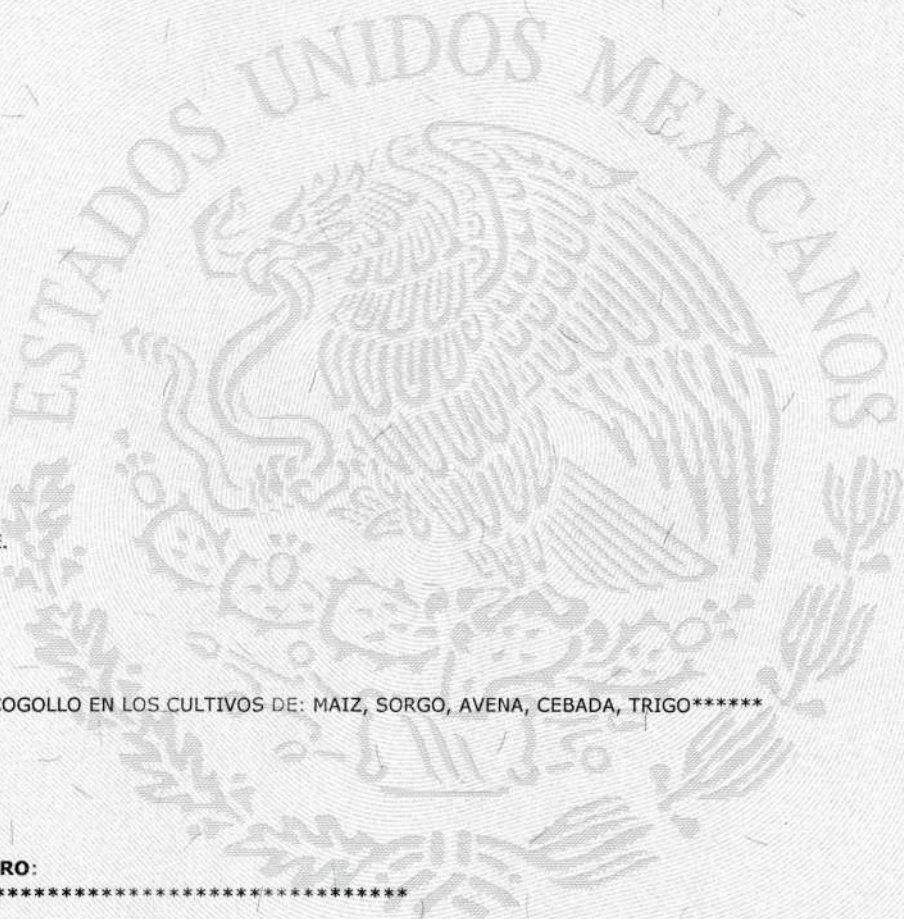 ESTADOS UNIDOS MEXICANOS
E.
COGOLLO EN LOS CULTIVOS DE: MAIZ, SORGO, AVENA, CEBADA, TRIGO******
RO:
*******************************